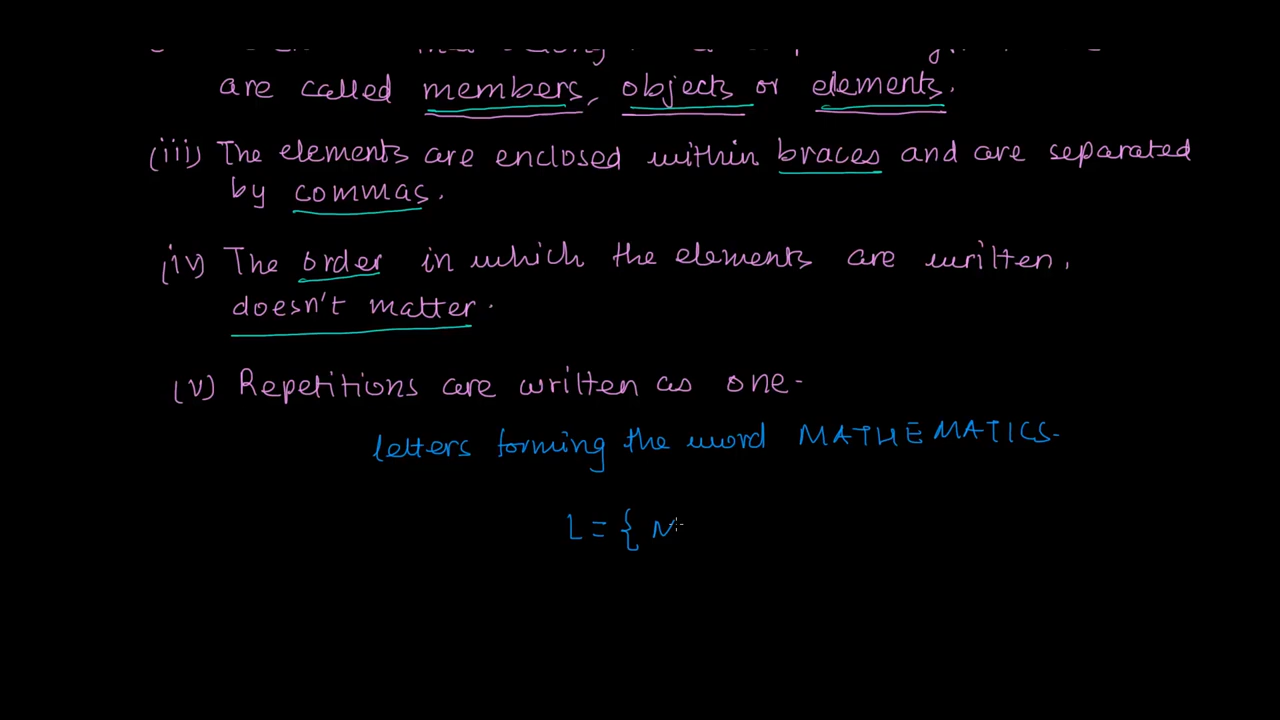 are called members, objects or elements.
(iii) The elements are enclosed within braces and are separated
by commas.
(iv) The order in which the elements are written,
doesn't matter.
(v) Repetitions are written as one-
letters forming the word MATHEMATICS.
L = {